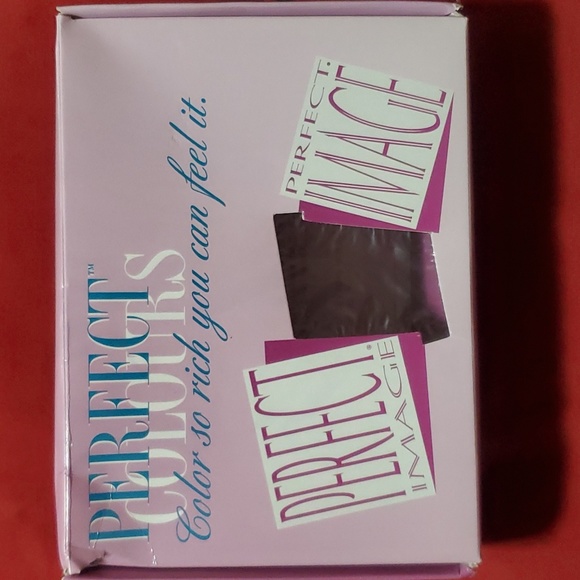 PERFECT™
COLOURS
Color so rich you can feel it.
PERFECT
IMAGE®
PERFECT.
IMAGE